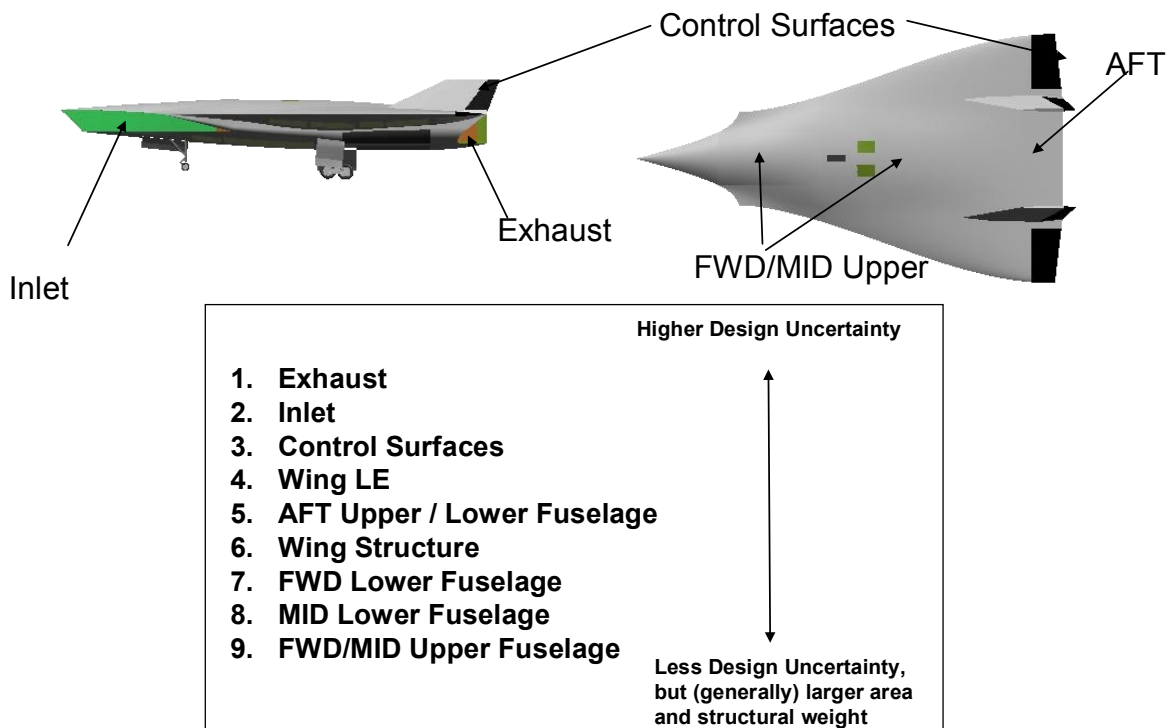 Control Surfaces
AFT
Exhaust
FWD/MID Upper
Inlet
Higher Design Uncertainty
1. Exhaust
2. Inlet
3. Control Surfaces
4. Wing LE
5. AFT Upper / Lower Fuselage
6. Wing Structure
7. FWD Lower Fuselage
8. MID Lower Fuselage
9. FWD/MID Upper Fuselage
Less Design Uncertainty,
but (generally) larger area
and structural weight